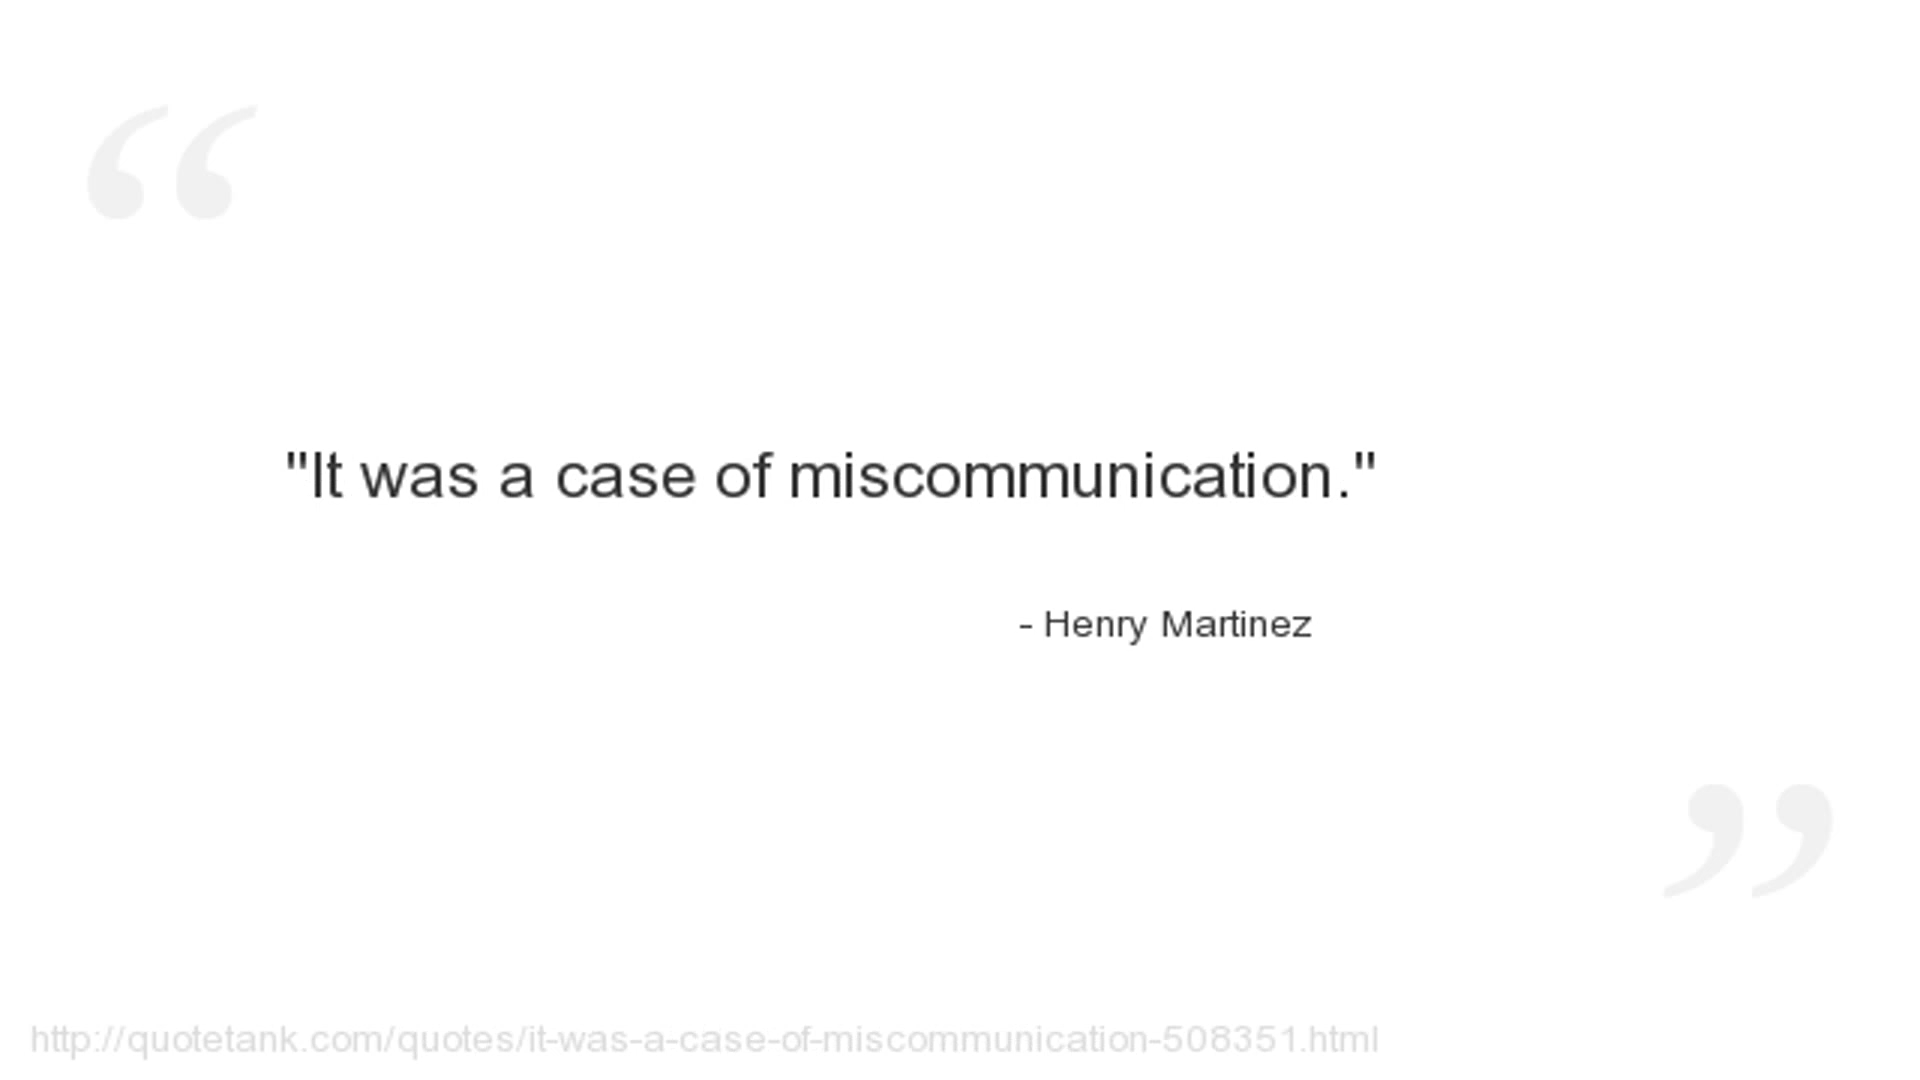 "It was a case of miscommunication."
- Henry Martinez
http://quotetank.com/quotes/it-was-a-case-of-miscommunication-508351.html